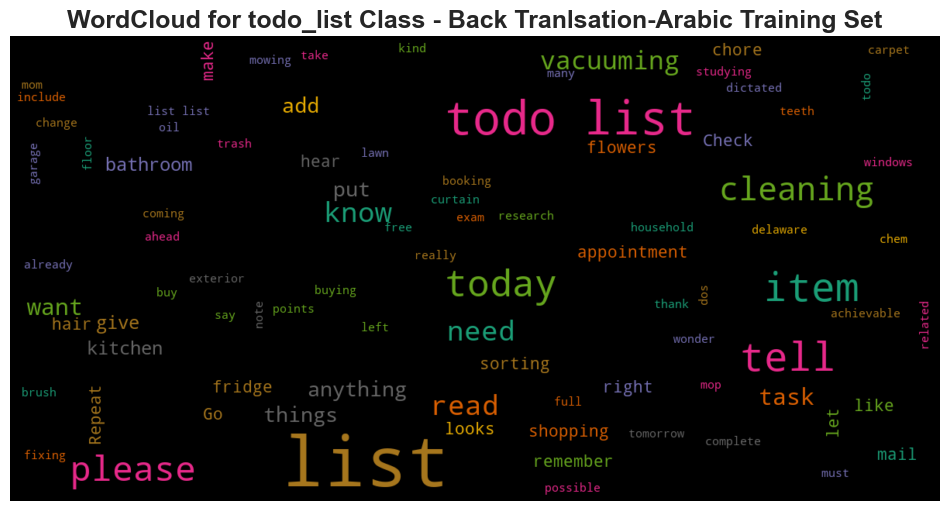 WordCloud for todo_list Class - Back Tranlsation-Arabic Training Set
make mowing take kind vacuuming many chore studying dictated carpet todo
mom include change list list oil add todo list flowers Check teeth
garage floor bathroom trash hear lawn put booking curtain cleaning windows
know free exam research household delaware chem
coming ahead really appointment
already exterior today item
want buy say note points buying left thank dos achievable related
hair give kitchen need sorting wonder tell
brush Repeat fridge anything right mop task
Go things read looks full like let
shopping tomorrow complete
fixing please list remember mail must
possible